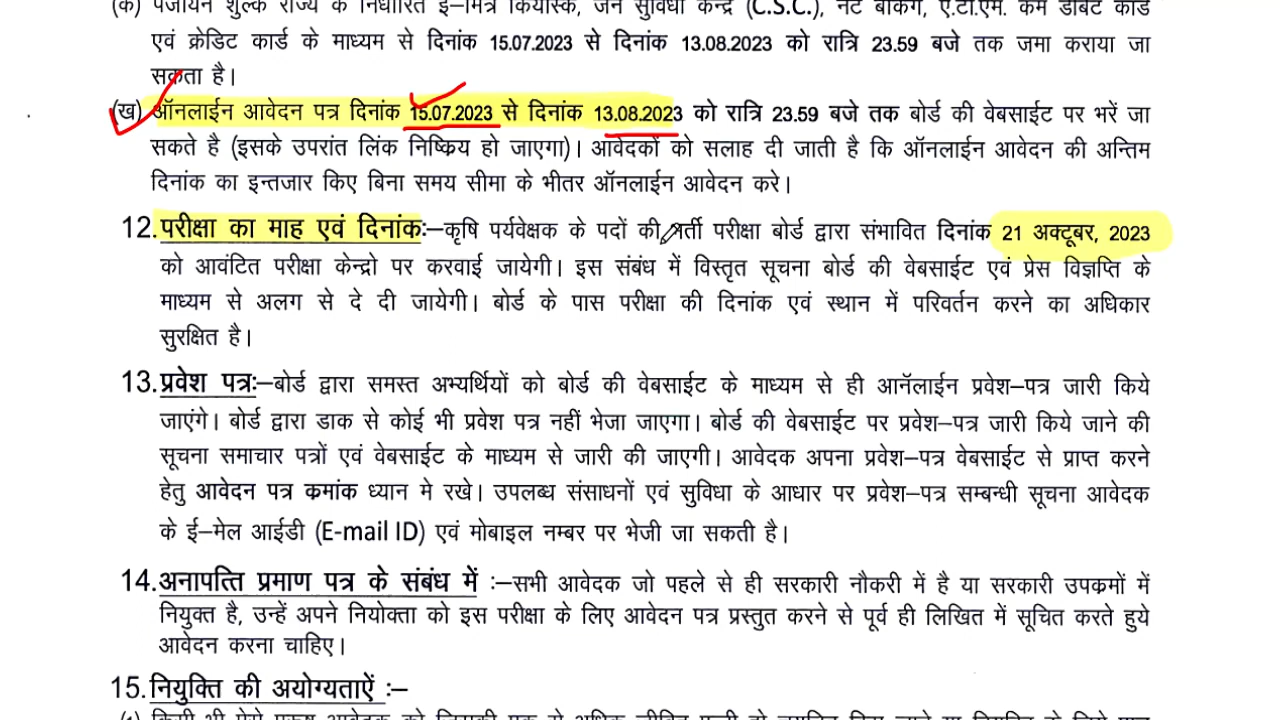 (क) पंजीयन शुल्क राज्य के निर्धारित ई–मित्र कियोस्क, जन सुविधा केन्द्र (C.S.C.), नेट बैंकिंग, ए.टी.एम. कम डेबिट कार्ड
एवं क्रेडिट कार्ड के माध्यम से दिनांक 15.07.2023 से दिनांक 13.08.2023 को रात्रि 23.59 बजे तक जमा कराया जा
सकता है।
(ख) ऑनलाईन आवेदन पत्र दिनांक 15.07.2023 से दिनांक 13.08.2023 को रात्रि 23.59 बजे तक बोर्ड की वेबसाईट पर भरें जा
सकते है (इसके उपरांत लिंक निष्क्रिय हो जाएगा)। आवेदकों को सलाह दी जाती है कि ऑनलाईन आवेदन की अन्तिम
दिनांक का इन्तजार किए बिना समय सीमा के भीतर ऑनलाईन आवेदन करे।
12. परीक्षा का माह एवं दिनांक:–कृषि पर्यवेक्षक के पदों की भर्ती परीक्षा बोर्ड द्वारा संभावित दिनांक 21 अक्टूबर, 2023
को आवंटित परीक्षा केन्द्रो पर करवाई जायेगी। इस संबंध में विस्तृत सूचना बोर्ड की वेबसाईट एवं प्रेस विज्ञप्ति के
माध्यम से अलग से दे दी जायेगी। बोर्ड के पास परीक्षा की दिनांक एवं स्थान में परिवर्तन करने का अधिकार
सुरक्षित है।
13. प्रवेश पत्र:–बोर्ड द्वारा समस्त अभ्यर्थियों को बोर्ड की वेबसाईट के माध्यम से ही आनॅलाईन प्रवेश–पत्र जारी किये
जाएंगे। बोर्ड द्वारा डाक से कोई भी प्रवेश पत्र नहीं भेजा जाएगा। बोर्ड की वेबसाईट पर प्रवेश–पत्र जारी किये जाने की
सूचना समाचार पत्रों एवं वेबसाईट के माध्यम से जारी की जाएगी। आवेदक अपना प्रवेश–पत्र वेबसाईट से प्राप्त करने
हेतु आवेदन पत्र क्रमांक ध्यान मे रखे। उपलब्ध संसाधनों एवं सुविधा के आधार पर प्रवेश–पत्र सम्बन्धी सूचना आवेदक
के ई–मेल आईडी (E-mail ID) एवं मोबाइल नम्बर पर भेजी जा सकती है।
14. अनापत्ति प्रमाण पत्र के संबंध में :–सभी आवेदक जो पहले से ही सरकारी नौकरी में है या सरकारी उपक्रमों में
नियुक्त है, उन्हें अपने नियोक्ता को इस परीक्षा के लिए आवेदन पत्र प्रस्तुत करने से पूर्व ही लिखित में सूचित करते हुये
आवेदन करना चाहिए।
15. नियुक्ति की अयोग्यताऐं :–